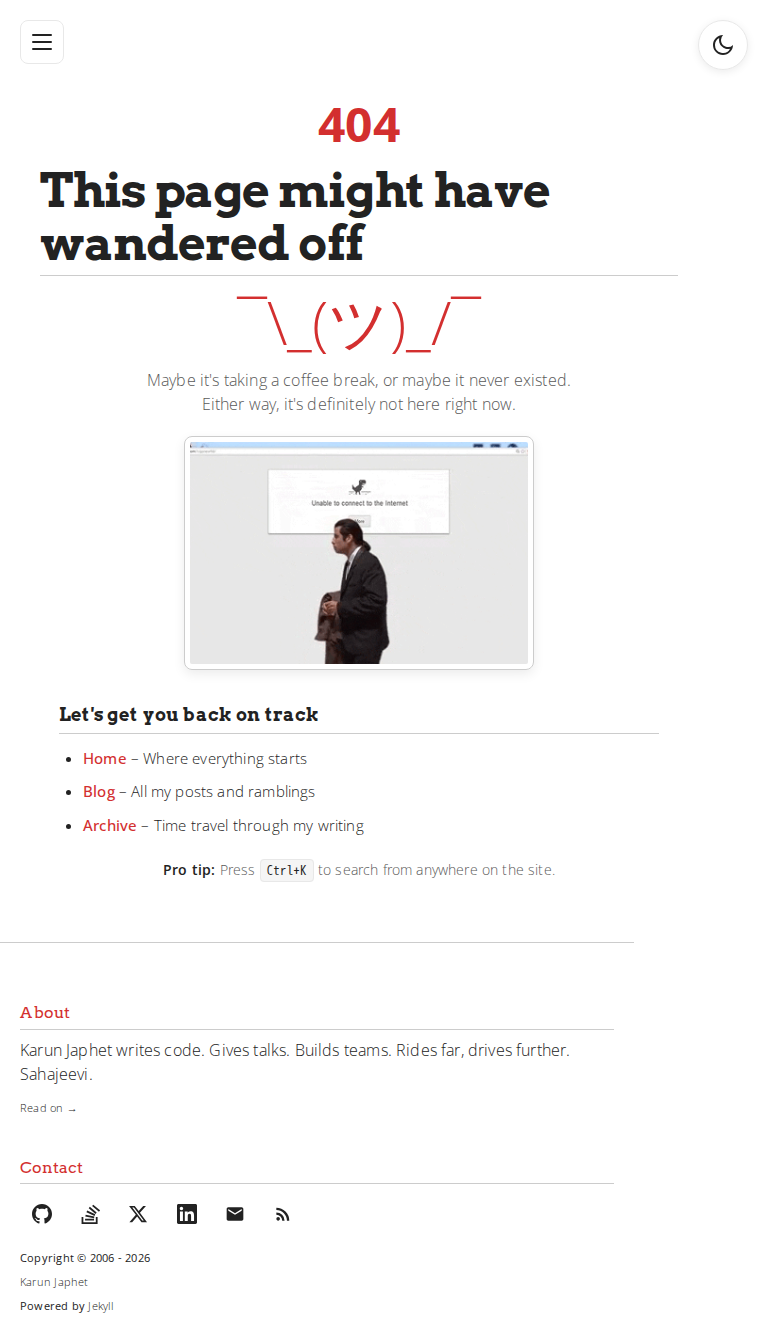 404
This page might have
wandered off
¯\_(ツ)_/¯
Maybe it's taking a coffee break, or maybe it never existed.
Either way, it's definitely not here right now.
Unable to connect to the Internet
Let's get you back on track
Home – Where everything starts
Blog – All my posts and ramblings
Archive – Time travel through my writing
Pro tip: Press Ctrl+K to search from anywhere on the site.
About
Karun Japhet writes code. Gives talks. Builds teams. Rides far, drives further.
Sahajeevi.
Read on →
Contact
Copyright © 2006 - 2026
Karun Japhet
Powered by Jekyll